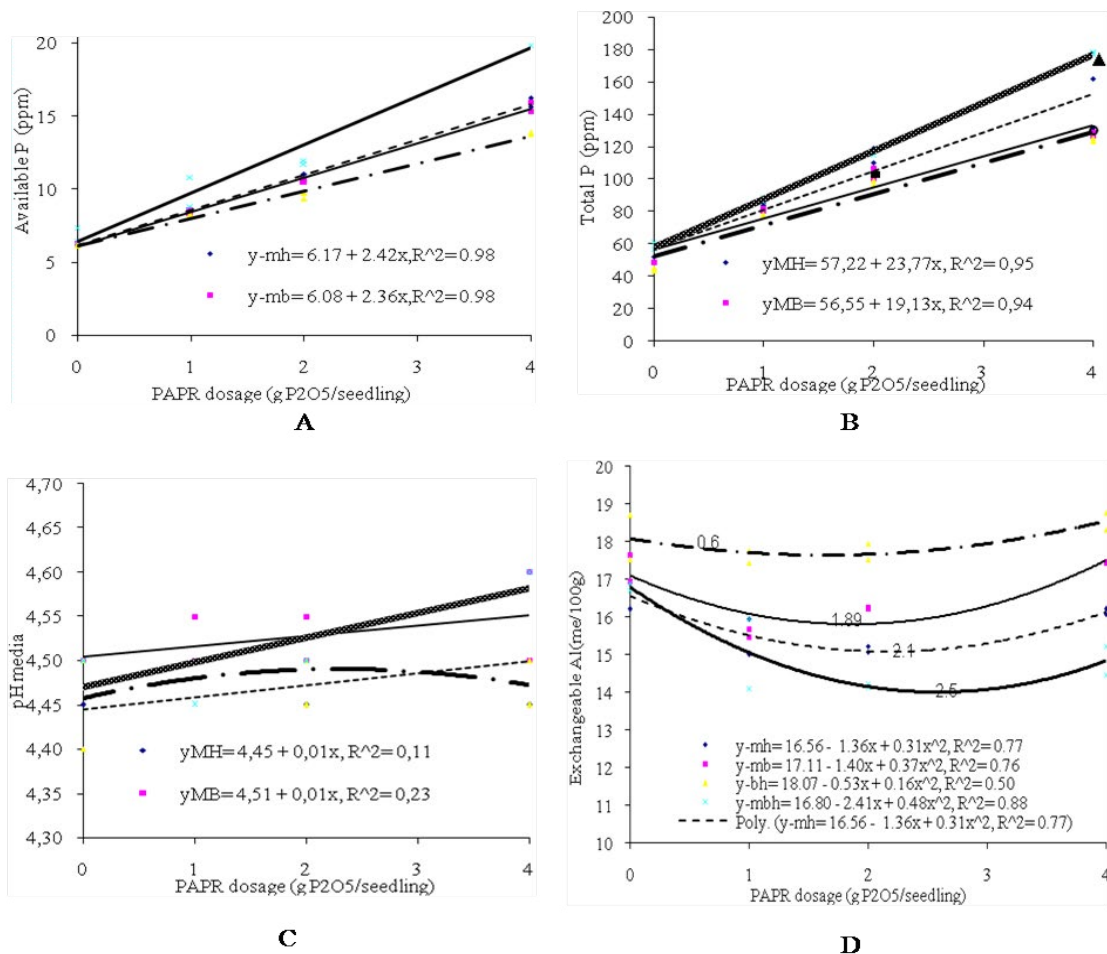 20
15
10
5
0
Available P (ppm)
y-mh=6.17 + 2.42x,R^2=0.98
y-mb=6.08 + 2.36x,R^2=0.98
0 1 2 3 4
PAPR dosage (g P2O5/seedling)
A
200
180
160
140
120
100
80
60
40
20
0
Total P (ppm)
yMH=57,22 + 23,77x, R^2=0,95
yMB=56,55 + 19,13x, R^2=0,94
0 1 2 3 4
PAPR dosage (g P2O5/seedling)
B
4,70
4,65
4,60
4,55
4,50
4,45
4,40
4,35
4,30
pH media
yMH=4,45 + 0,01x, R^2=0,11
yMB=4,51 + 0,01x, R^2=0,23
0 1 2 3 4
PAPR dosage (g P2O5/seedling)
C
20
19
18
17
16
15
14
13
12
11
10
Exchangeable Al(me/100g)
0.6
1.89
2.1
2.5
y-mh=16.56 - 1.36x + 0.31x^2, R^2=0.77
y-mb=17.11 - 1.40x + 0.37x^2, R^2=0.76
y-bh=18.07 - 0.53x + 0.16x^2, R^2=0.50
y-mbh=16.80 - 2.41x + 0.48x^2, R^2=0.88
Poly. (y-mh=16.56 - 1.36x + 0.31x^2, R^2=0.77)
0 1 2 3 4
PAPR dosage (g P2O5/seedling)
D